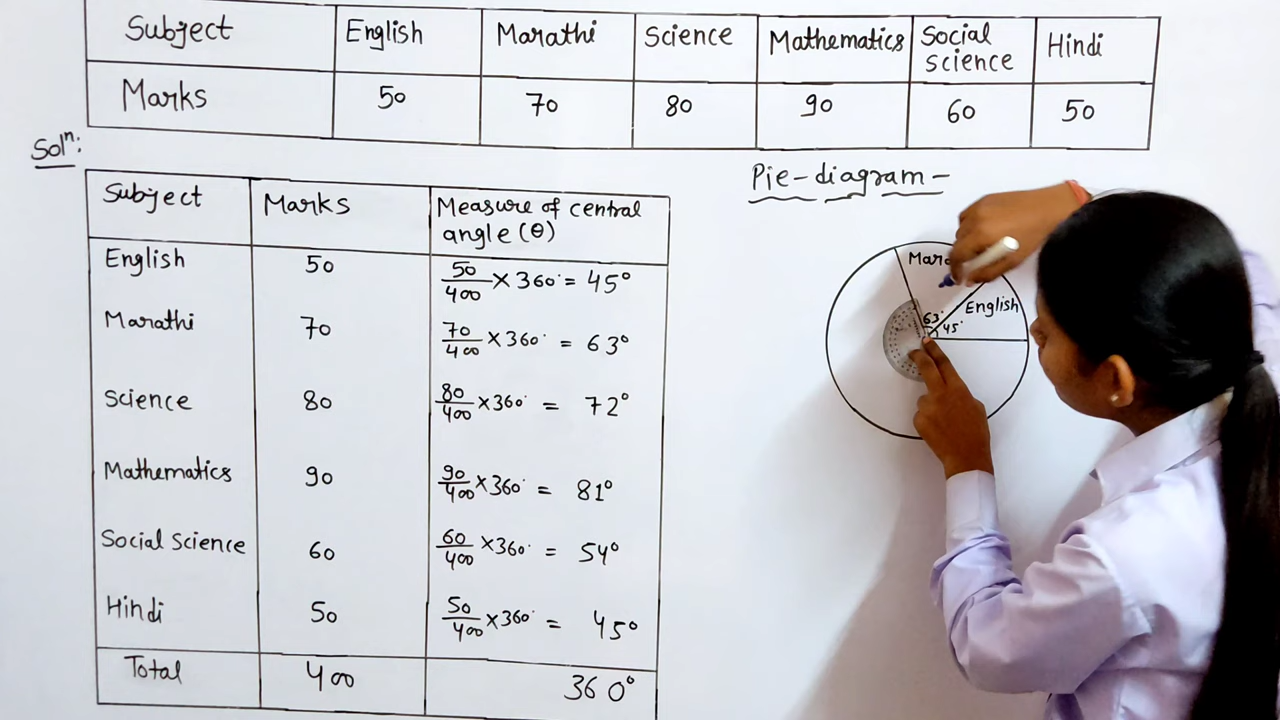 Subject English Marathi Science Mathematics Social science Hindi
Marks 50 70 80 90 60 50
Solⁿ:
Subject Marks Measure of central angle (θ)
English 50 50/400 × 360° = 45°
Marathi 70 70/400 × 360° = 63°
Science 80 80/400 × 360° = 72°
Mathematics 90 90/400 × 360° = 81°
Social Science 60 60/400 × 360° = 54°
Hindi 50 50/400 × 360° = 45°
Total 400 360°
Pie-diagram-
English
63°
45°